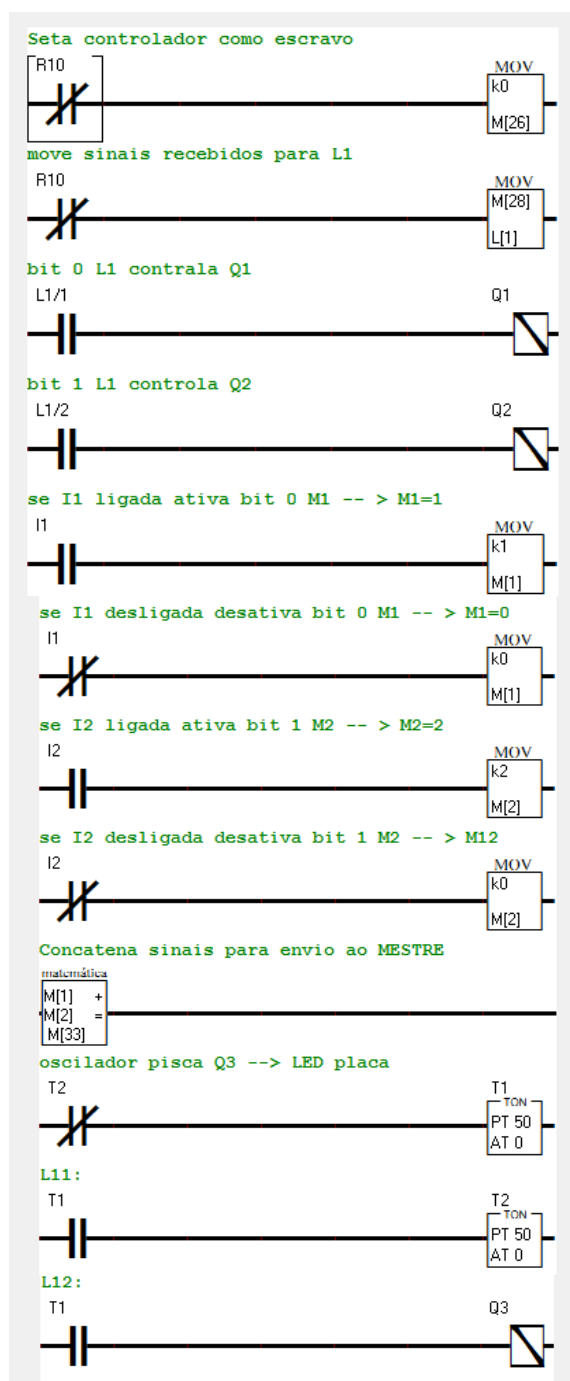 Seta controlador como escravo
R10 MOV
k0
M[26]
move sinais recebidos para L1
R10 MOV
M[28]
L[1]
bit 0 L1 contrala Q1
L1/1 Q1
bit 1 L1 controla Q2
L1/2 Q2
se I1 ligada ativa bit 0 M1 -- > M1=1
I1 MOV
k1
M[1]
se I1 desligada desativa bit 0 M1 -- > M1=0
I1 MOV
k0
M[1]
se I2 ligada ativa bit 1 M2 -- > M2=2
I2 MOV
k2
M[2]
se I2 desligada desativa bit 1 M2 -- > M12
I2 MOV
k0
M[2]
Concatena sinais para envio ao MESTRE
matemática
M[1] +
M[2] =
M[33]
oscilador pisca Q3 --> LED placa
T2 T1
TON
PT 50
AT 0
L11:
T1 T2
TON
PT 50
AT 0
L12:
T1 Q3